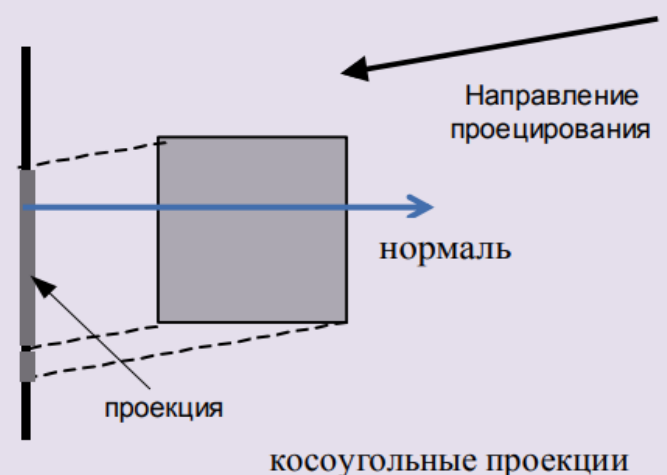 Направление
проецирования
нормаль
проекция
косоугольные проекции